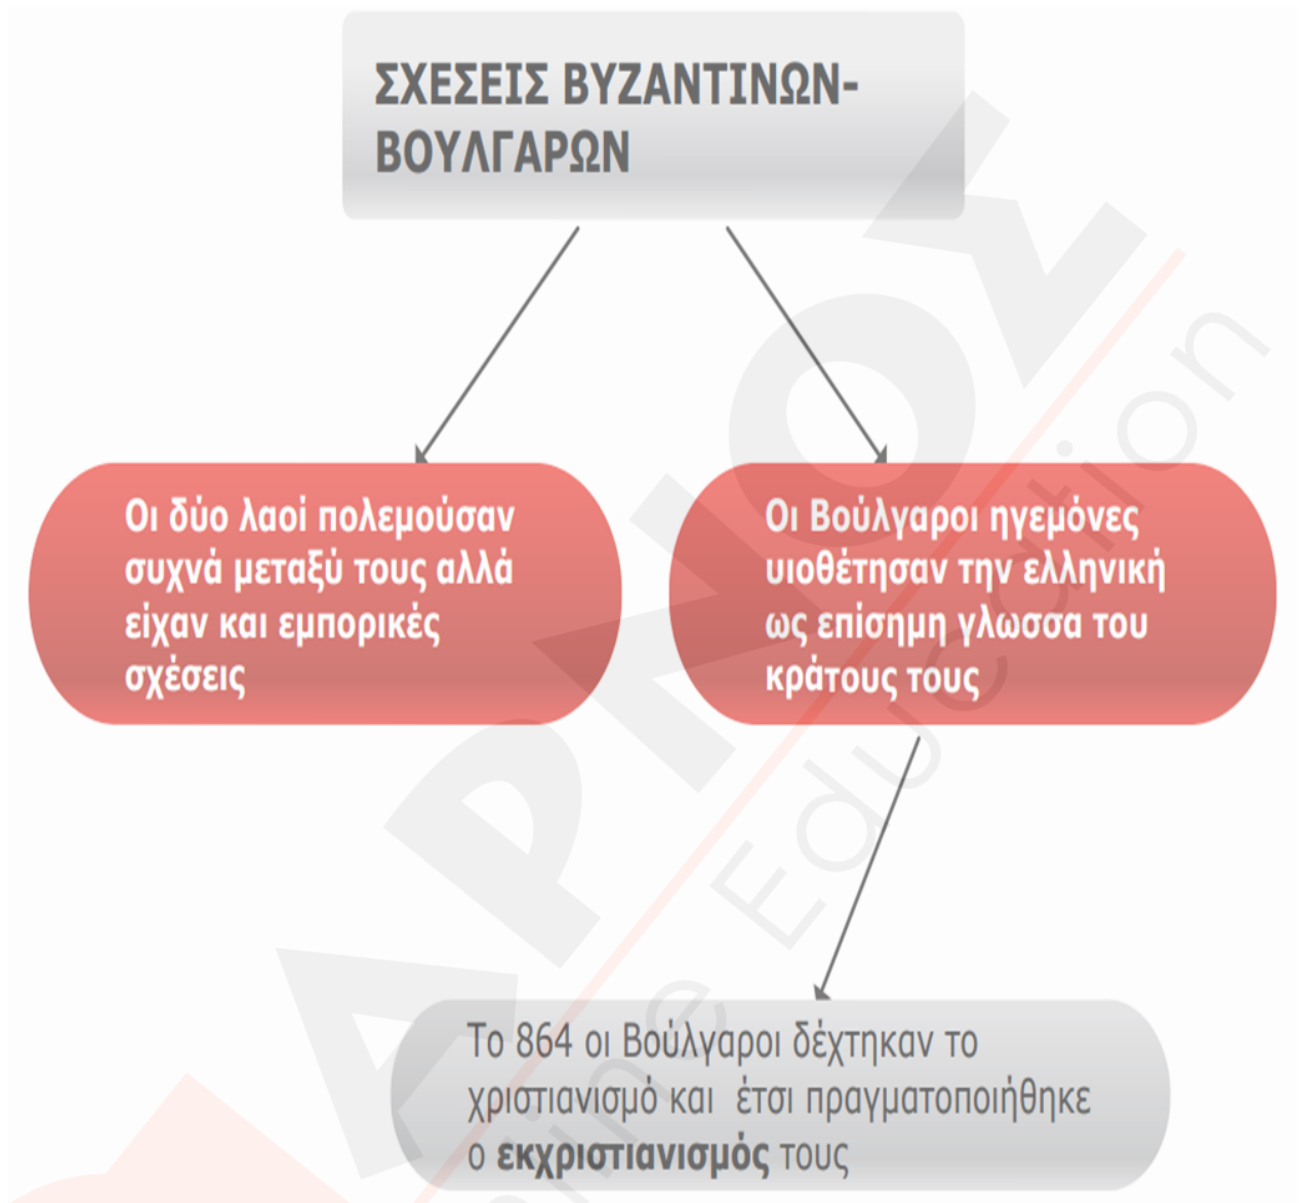 ΣΧΕΣΕΙΣ ΒΥΖΑΝΤΙΝΩΝ-
ΒΟΥΛΓΑΡΩΝ
Οι δύο λαοί πολεμούσαν
συχνά μεταξύ τους αλλά
είχαν και εμπορικές
σχέσεις
Οι Βούλγαροι ηγεμόνες
υιοθέτησαν την ελληνική
ως επίσημη γλωσσα του
κράτους τους
Το 864 οι Βούλγαροι δέχτηκαν το
χριστιανισμό και έτσι πραγματοποιήθηκε
ο εκχριστιανισμός τους
Education